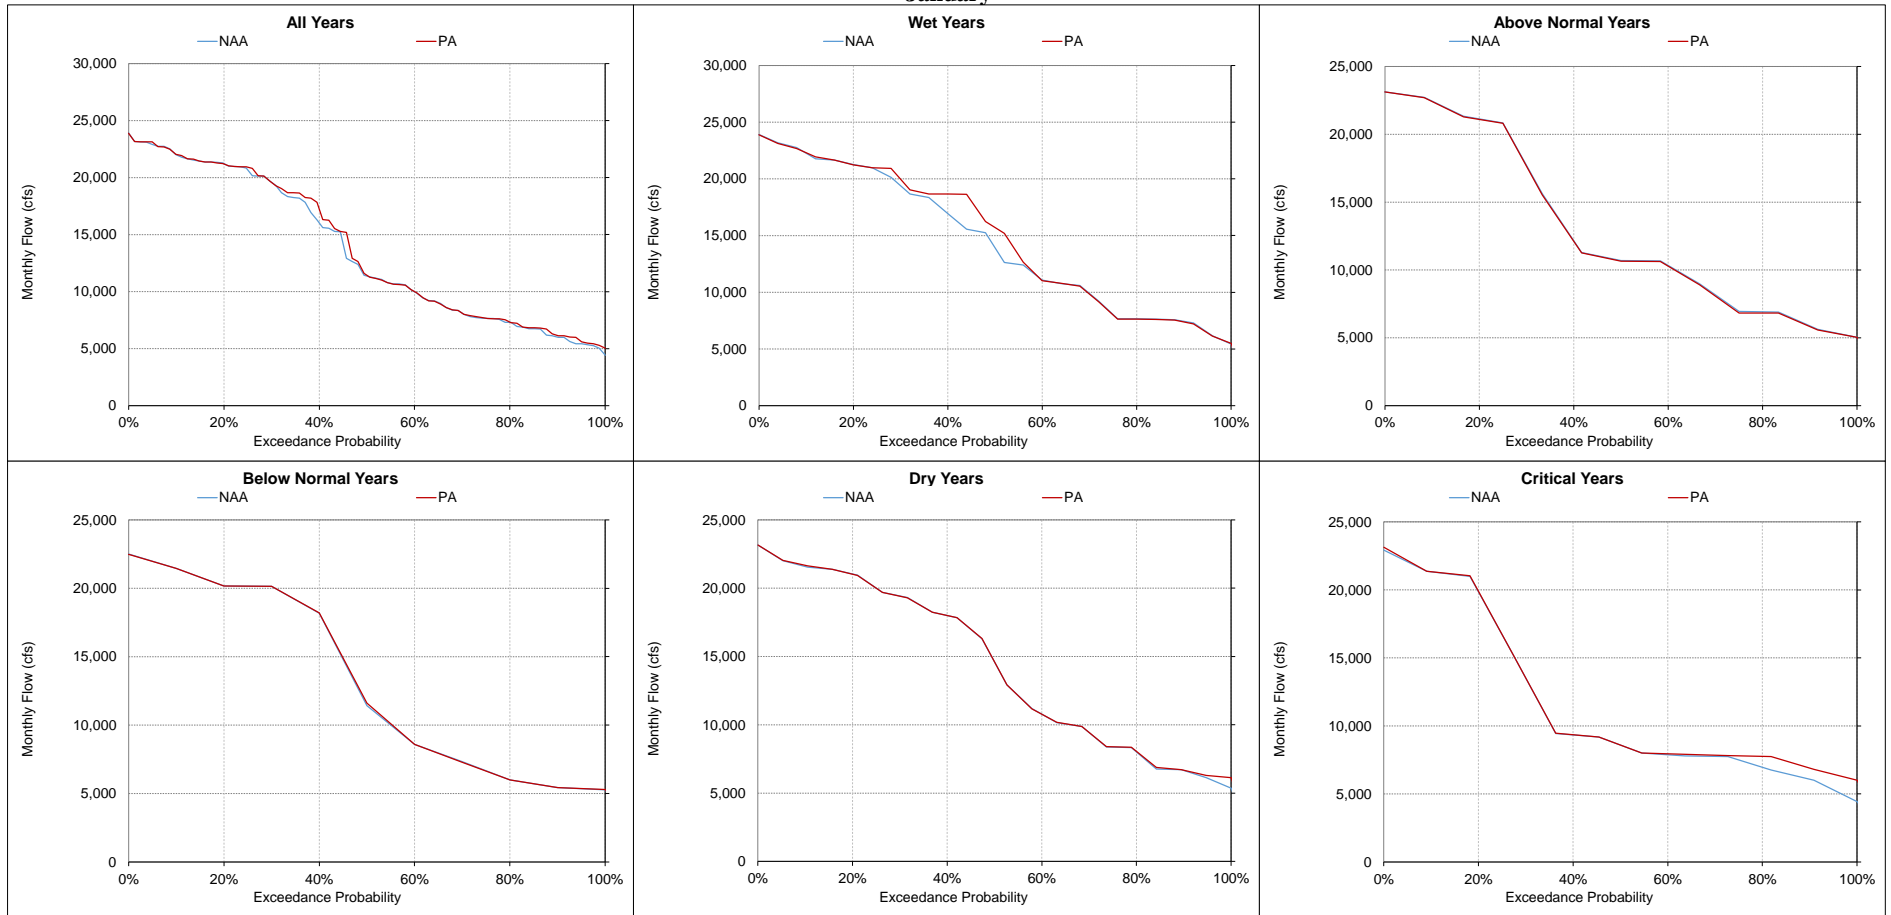 All Years
NAA PA
30,000
25,000
20,000
15,000
10,000
5,000
0
Monthly Flow (cfs)
0% 20% 40% 60% 80% 100%
Exceedance Probability
Wet Years
NAA PA
30,000
25,000
20,000
15,000
10,000
5,000
0
Monthly Flow (cfs)
0% 20% 40% 60% 80% 100%
Exceedance Probability
Above Normal Years
NAA PA
25,000
20,000
15,000
10,000
5,000
0
Monthly Flow (cfs)
0% 20% 40% 60% 80% 100%
Exceedance Probability
Below Normal Years
NAA PA
25,000
20,000
15,000
10,000
5,000
0
Monthly Flow (cfs)
0% 20% 40% 60% 80% 100%
Exceedance Probability
Dry Years
NAA PA
25,000
20,000
15,000
10,000
5,000
0
Monthly Flow (cfs)
0% 20% 40% 60% 80% 100%
Exceedance Probability
Critical Years
NAA PA
25,000
20,000
15,000
10,000
5,000
0
Monthly Flow (cfs)
0% 20% 40% 60% 80% 100%
Exceedance Probability